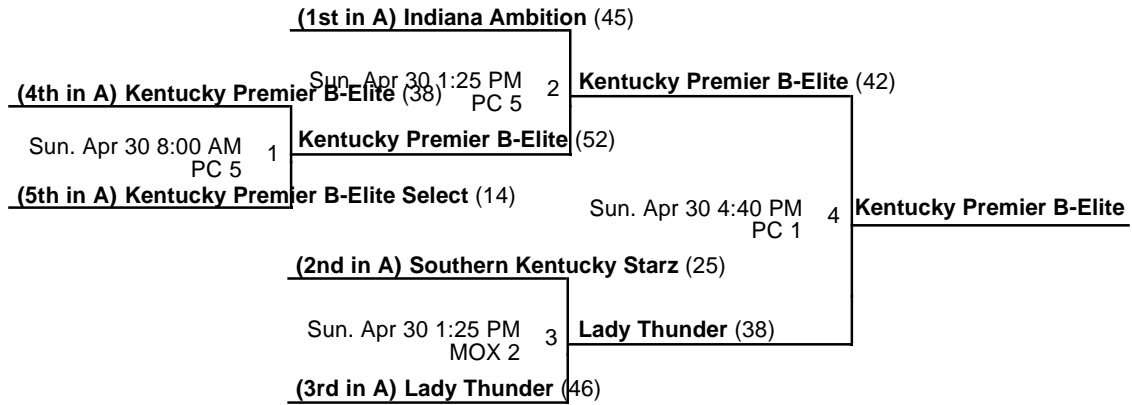 (1st in A) Indiana Ambition (45)
Sun. Apr 30 1:25 PM
PC 5
2
Kentucky Premier B-Elite (42)
(4th in A) Kentucky Premier B-Elite (38)
Sun. Apr 30 8:00 AM
PC 5
1
Kentucky Premier B-Elite (52)
(5th in A) Kentucky Premier B-Elite Select (14)
Sun. Apr 30 4:40 PM
PC 1
4
Kentucky Premier B-Elite
(2nd in A) Southern Kentucky Starz (25)
Sun. Apr 30 1:25 PM
MOX 2
3
Lady Thunder (38)
(3rd in A) Lady Thunder (46)